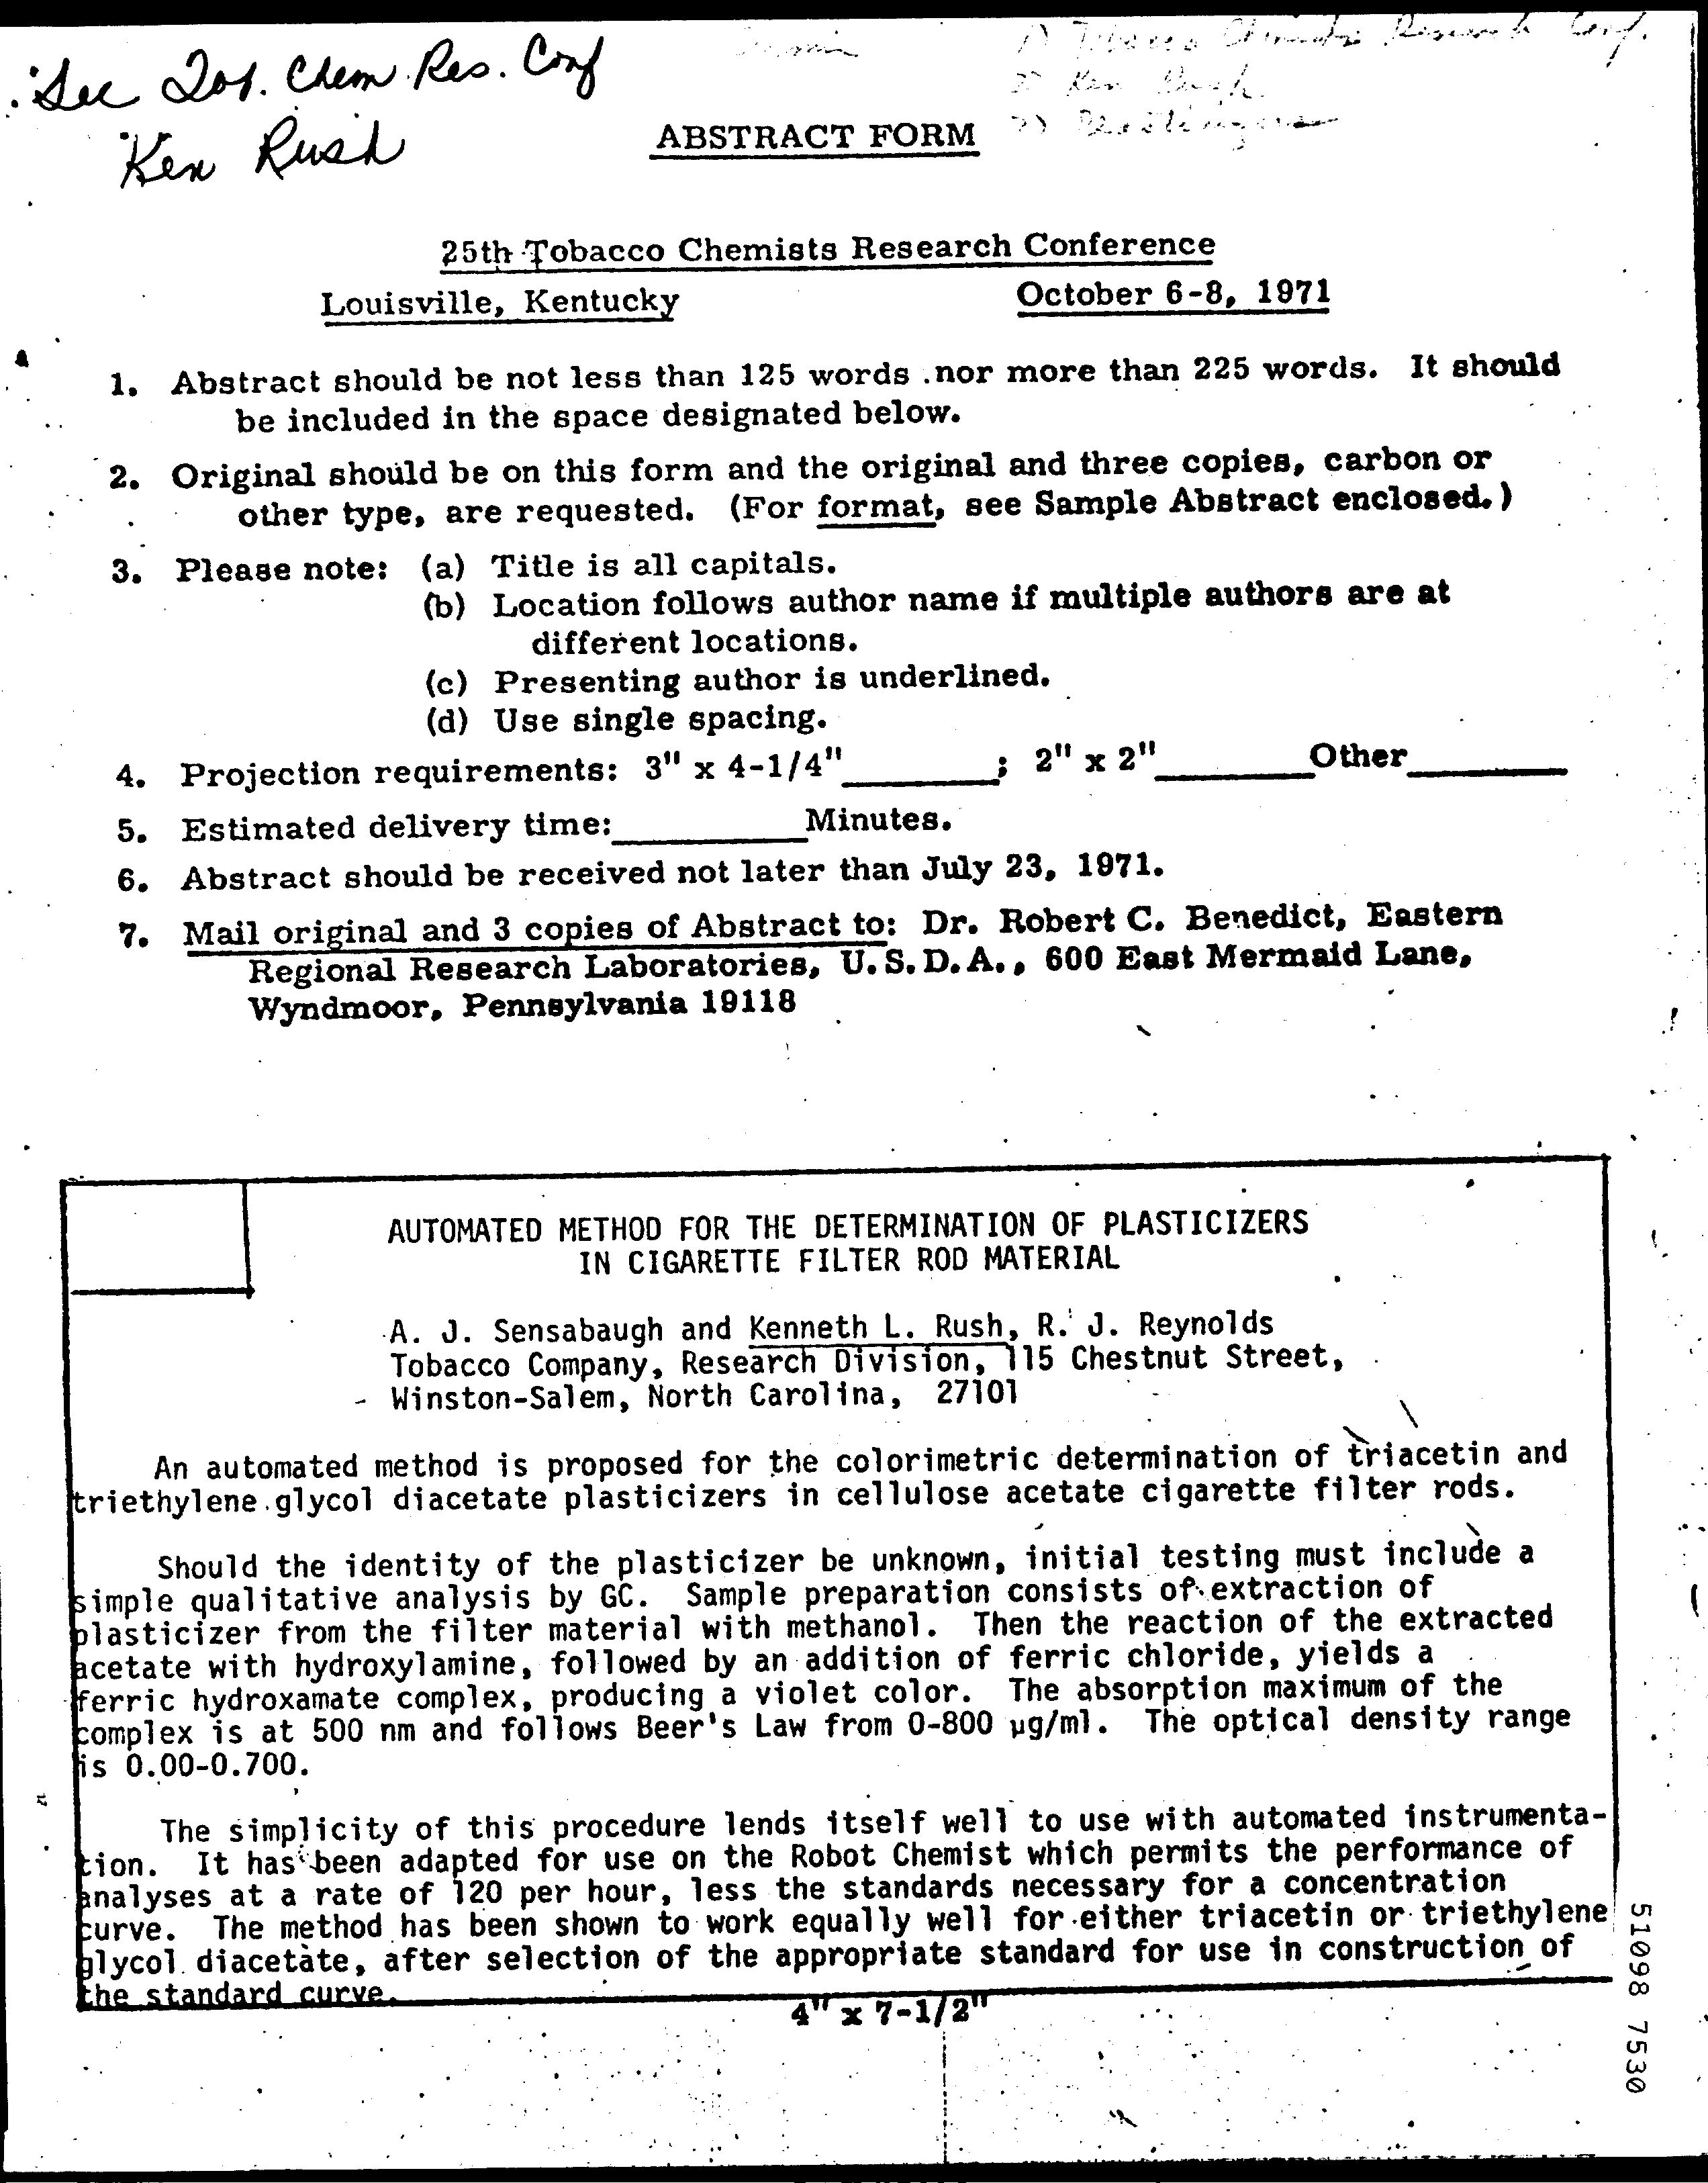 See Tob. Chem. Res. Conf
Ken Rush
1) Tobacco Chemists Research Conf.
2) Ken Rush
3)
ABSTRACT FORM
25th Tobacco Chemists Research Conference
Louisville, Kentucky October 6-8, 1971
1. Abstract should be not less than 125 words .nor more than 225 words. It should
be included in the space designated below.
2. Original should be on this form and the original and three copies, carbon or
other type, are requested. (For format, see Sample Abstract enclosed.)
3. Please note: (a) Title is all capitals.
(b) Location follows author name if multiple authors are at
different locations.
(c) Presenting author is underlined.
(d) Use single spacing.
4. Projection requirements: 3" x 4-1/4"________; 2" x 2"________Other________
5. Estimated delivery time:__________Minutes.
6. Abstract should be received not later than July 23, 1971.
7. Mail original and 3 copies of Abstract to: Dr. Robert C. Benedict, Eastern
Regional Research Laboratories, U.S.D.A., 600 East Mermaid Lane,
Wyndmoor, Pennsylvania 19118
AUTOMATED METHOD FOR THE DETERMINATION OF PLASTICIZERS
IN CIGARETTE FILTER ROD MATERIAL
A. J. Sensabaugh and Kenneth L. Rush, R. J. Reynolds
Tobacco Company, Research Division, 115 Chestnut Street,
Winston-Salem, North Carolina, 27101
An automated method is proposed for the colorimetric determination of triacetin and
triethylene glycol diacetate plasticizers in cellulose acetate cigarette filter rods.
Should the identity of the plasticizer be unknown, initial testing must include a
simple qualitative analysis by GC. Sample preparation consists of extraction of
plasticizer from the filter material with methanol. Then the reaction of the extracted
acetate with hydroxylamine, followed by an addition of ferric chloride, yields a
ferric hydroxamate complex, producing a violet color. The absorption maximum of the
complex is at 500 nm and follows Beer's Law from 0-800 µg/ml. The optical density range
is 0.00-0.700.
The simplicity of this procedure lends itself well to use with automated instrumenta-
tion. It has been adapted for use on the Robot Chemist which permits the performance of
analyses at a rate of 120 per hour, less the standards necessary for a concentration
curve. The method has been shown to work equally well for either triacetin or triethylene
glycol diacetate, after selection of the appropriate standard for use in construction of
the standard curve.
4" x 7-1/2"
51098 7530